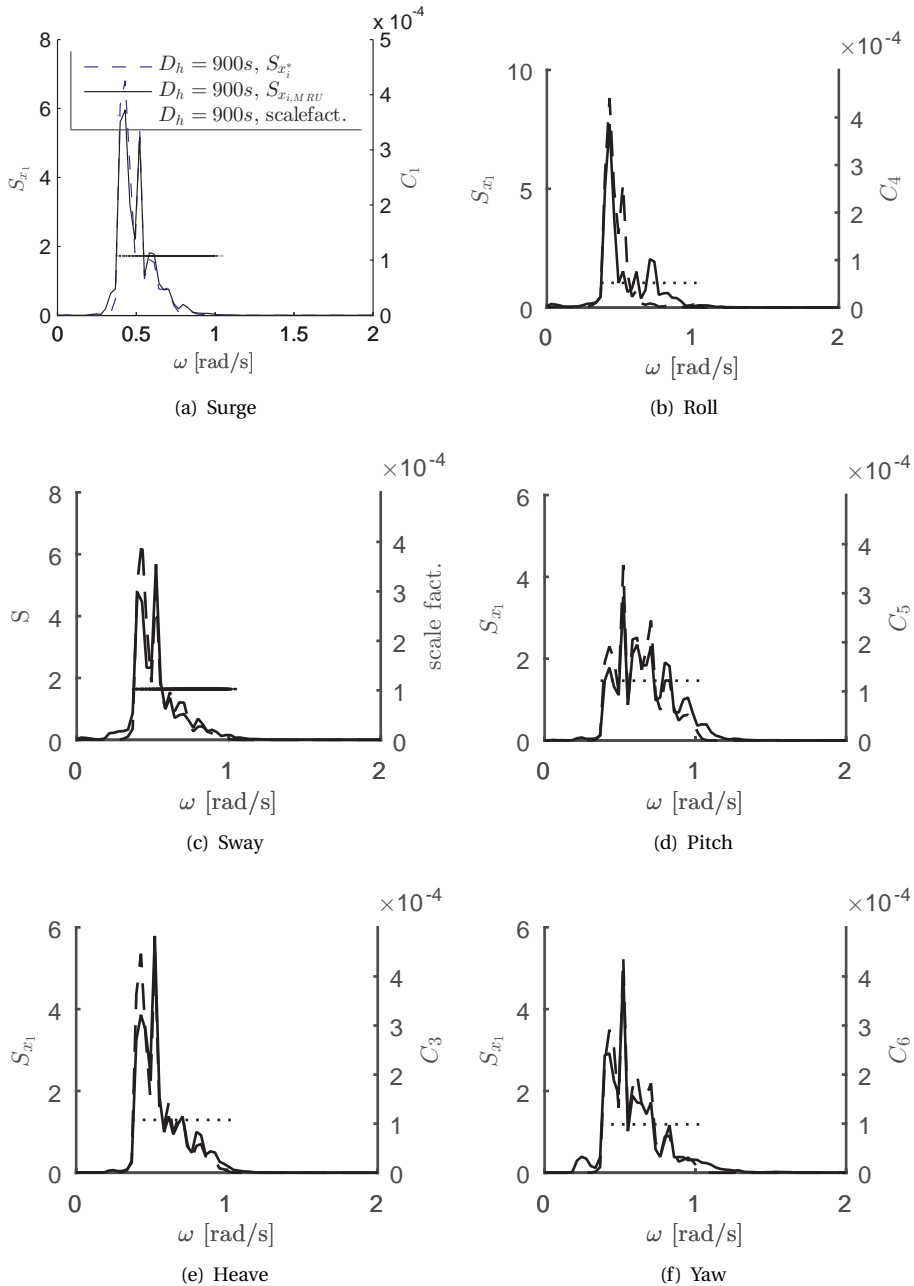 x 10^-4
8
6
4
2
0
S_{x_1}
D_h = 900s, S_{x_i^*}
D_h = 900s, S_{x_{i,MRU}}
D_h = 900s, scalefact.
5
4
3
2
1
0
C_1
0 0.5 1 1.5 2
ω [rad/s]
(a) Surge
×10^-4
10
5
0
S_{x_1}
4
3
2
1
0
C_4
0 1 2
ω [rad/s]
(b) Roll
×10^-4
8
6
4
2
0
S
4
3
2
1
0
scale fact.
0 1 2
ω [rad/s]
(c) Sway
×10^-4
6
4
2
0
S_{x_1}
4
3
2
1
0
C_5
0 1 2
ω [rad/s]
(d) Pitch
×10^-4
6
4
2
0
S_{x_1}
4
3
2
1
0
C_3
0 1 2
ω [rad/s]
(e) Heave
×10^-4
6
4
2
0
S_{x_1}
4
3
2
1
0
C_6
0 1 2
ω [rad/s]
(f) Yaw